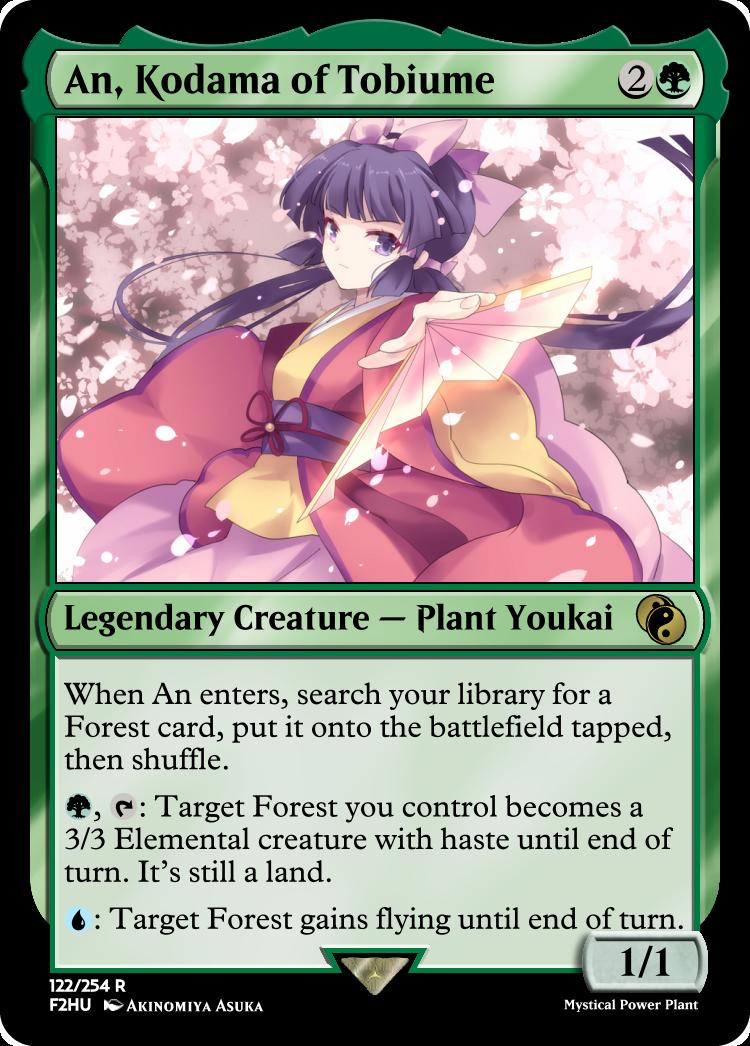 An, Kodama of Tobiume 2
Legendary Creature — Plant Youkai
When An enters, search your library for a
Forest card, put it onto the battlefield tapped,
then shuffle.
, : Target Forest you control becomes a
3/3 Elemental creature with haste until end of
turn. It's still a land.
: Target Forest gains flying until end of turn.
1/1
122/254 R
F2HU Akinomiya Asuka
Mystical Power Plant